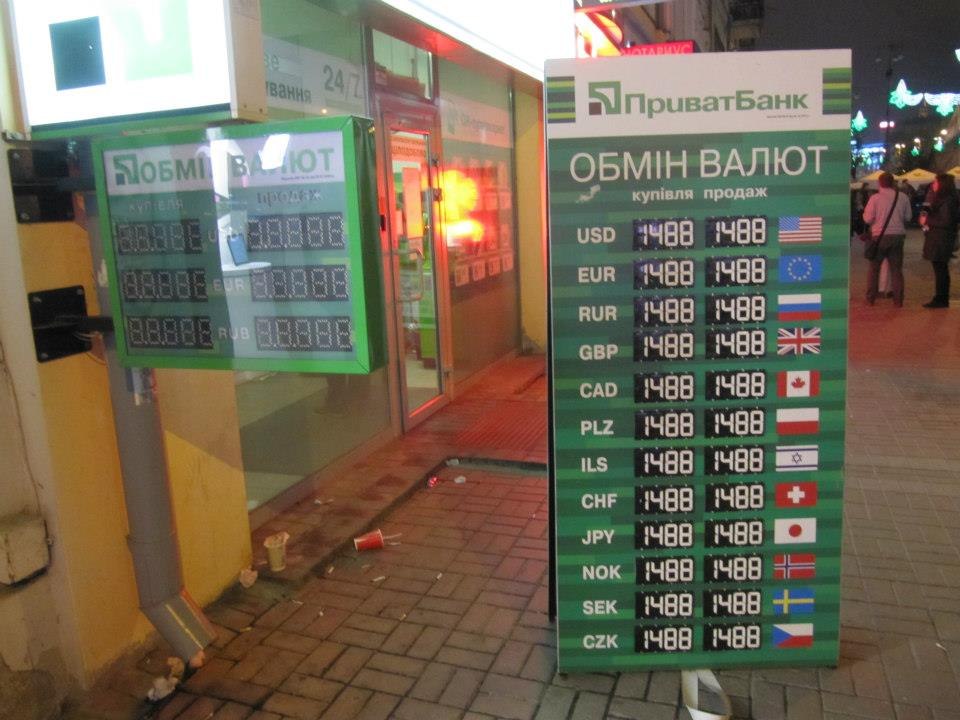 24/7
ування
ОБМІН ВАЛЮТ
купівля продаж
EUR
RUB
НОТАРИУС
ПриватБанк
ОБМІН ВАЛЮТ
купівля продаж
USD 1488 1488
EUR 1488 1488
RUR 1488 1488
GBP 1488 1488
CAD 1488 1488
PLZ 1488 1488
ILS 1488 1488
CHF 1488 1488
JPY 1488 1488
NOK 1488 1488
SEK 1488 1488
CZK 1488 1488